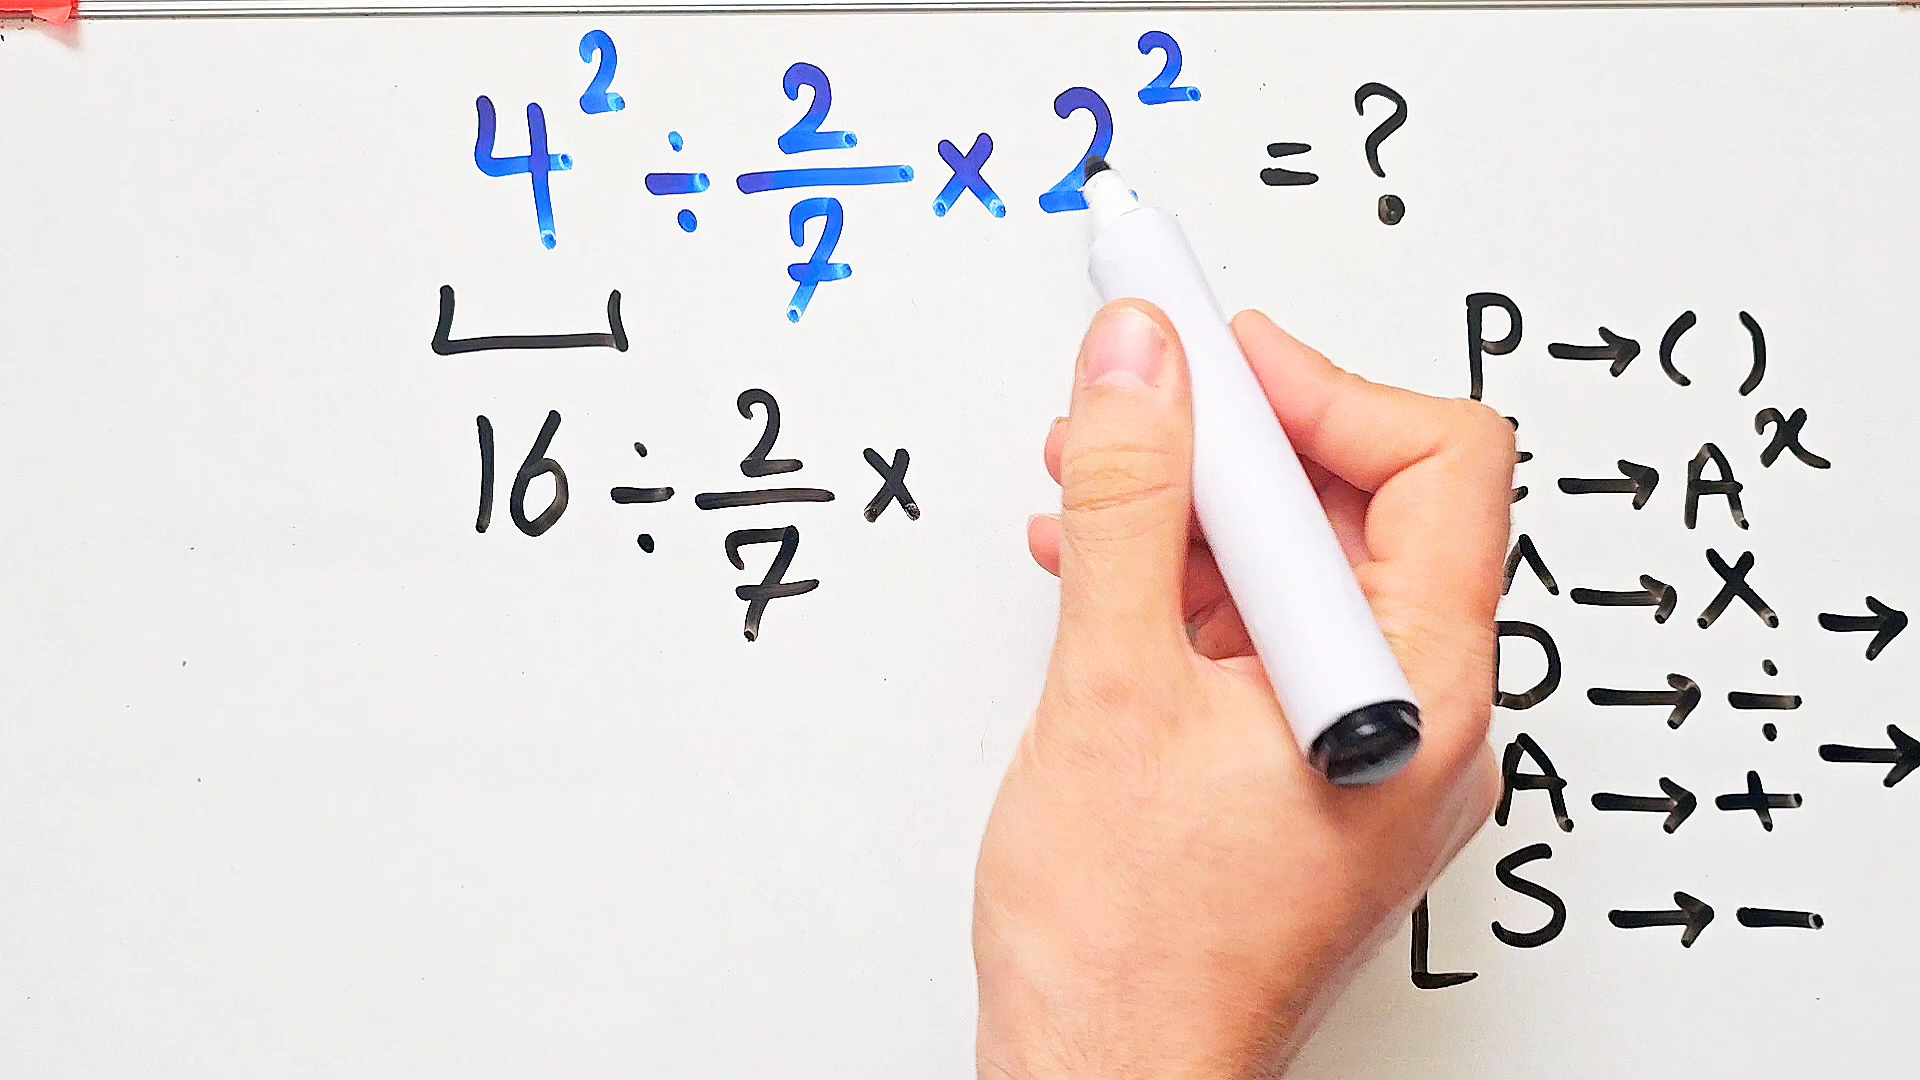 4² ÷ 2/7 × 2² = ?
16 ÷ 2/7 ×
P → ( )
→ Aˣ
→ × →
D → ÷
A → + →
S → −